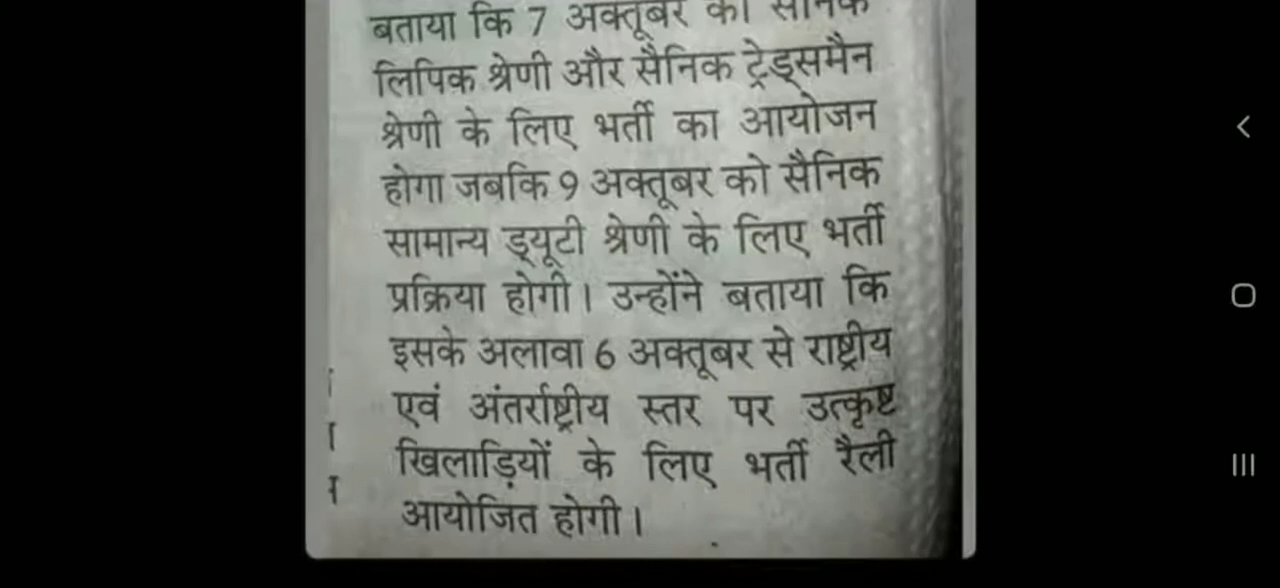 बताया कि 7 अक्तूबर को सैनिक
लिपिक श्रेणी और सैनिक ट्रेड्समैन
श्रेणी के लिए भर्ती का आयोजन
होगा जबकि 9 अक्तूबर को सैनिक
सामान्य ड्यूटी श्रेणी के लिए भर्ती
प्रक्रिया होगी। उन्होंने बताया कि
इसके अलावा 6 अक्तूबर से राष्ट्रीय
एवं अंतर्राष्ट्रीय स्तर पर उत्कृष्ट
खिलाड़ियों के लिए भर्ती रैली
आयोजित होगी।